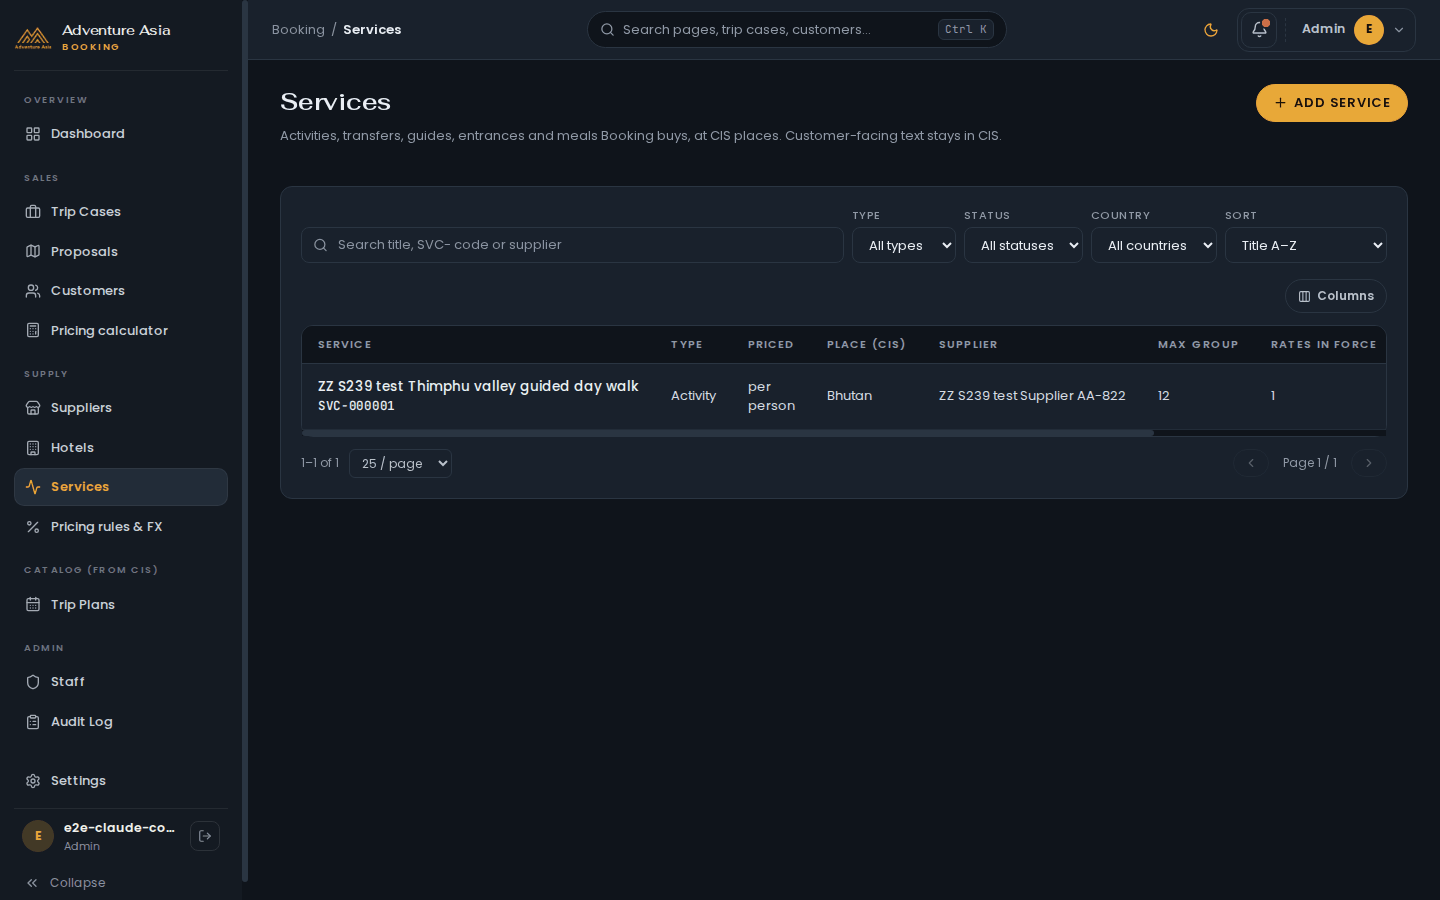 Adventure Asia
BOOKING
Adventure Asia
OVERVIEW
Dashboard
SALES
Trip Cases
Proposals
Customers
Pricing calculator
SUPPLY
Suppliers
Hotels
Services
Pricing rules & FX
CATALOG (FROM CIS)
Trip Plans
ADMIN
Staff
Audit Log
Settings
E
e2e-claude-co...
Admin
Collapse
Booking / Services
Search pages, trip cases, customers...
Ctrl K
Admin
E
Services
ADD SERVICE
Activities, transfers, guides, entrances and meals Booking buys, at CIS places. Customer-facing text stays in CIS.
TYPE STATUS COUNTRY SORT
Search title, SVC- code or supplier
All types All statuses All countries Title A–Z
Columns
SERVICE TYPE PRICED PLACE (CIS) SUPPLIER MAX GROUP RATES IN FORCE
ZZ S239 test Thimphu valley guided day walk
SVC-000001
Activity
per
person
Bhutan
ZZ S239 test Supplier AA-822
12
1
1–1 of 1
25 / page
Page 1 / 1